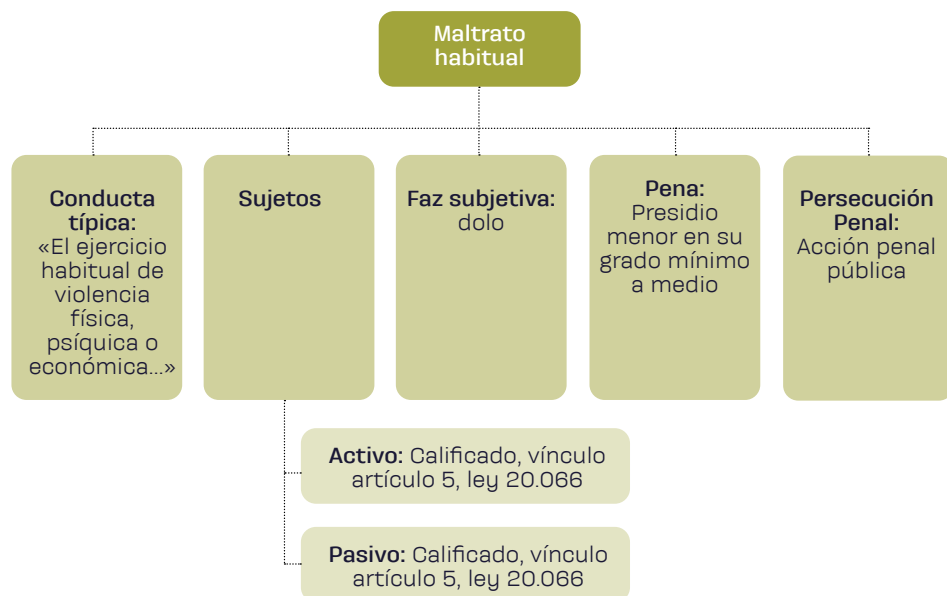 Maltrato
habitual
Conducta
típica:
«El ejercicio
habitual de
violencia
física,
psíquica o
económica...»
Sujetos
Faz subjetiva:
dolo
Pena:
Presidio
menor en su
grado mínimo
a medio
Persecución
Penal:
Acción penal
pública
Activo: Calificado, vínculo
artículo 5, ley 20.066
Pasivo: Calificado, vínculo
artículo 5, ley 20.066